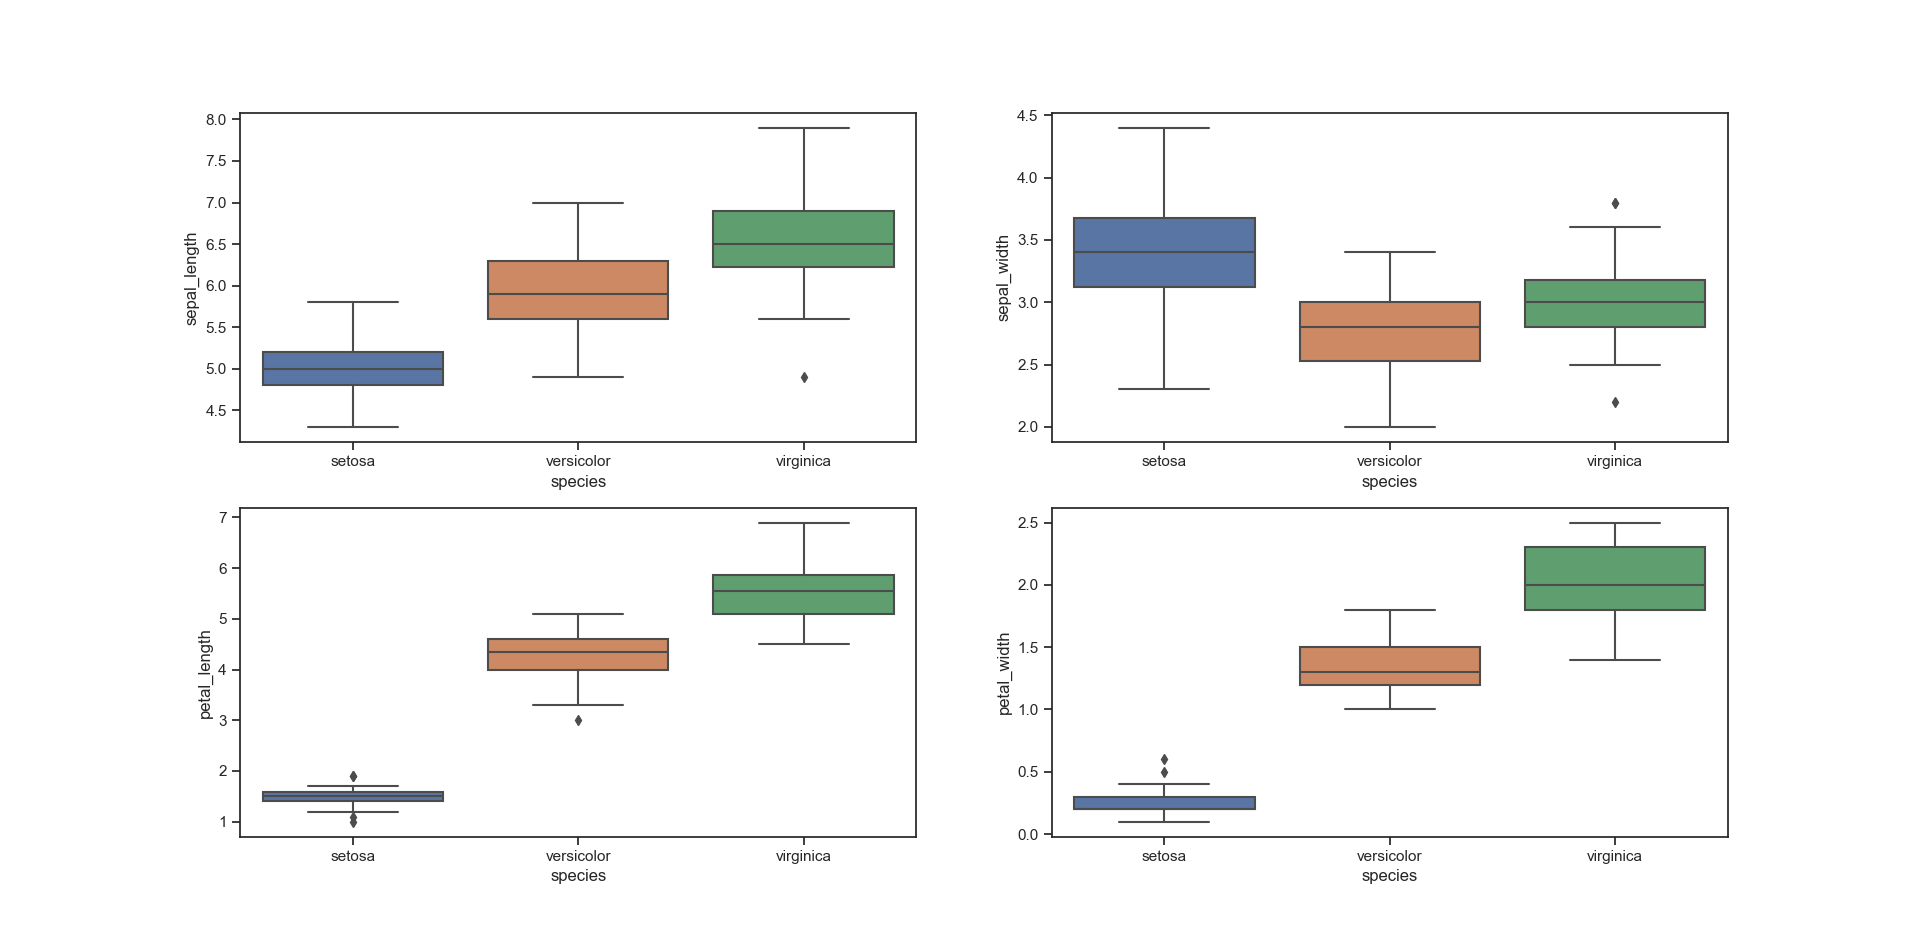 sepal_length
8.0
7.5
7.0
6.5
6.0
5.5
5.0
4.5
setosa versicolor virginica
species
sepal_width
4.5
4.0
3.5
3.0
2.5
2.0
setosa versicolor virginica
species
petal_length
7
6
5
4
3
2
1
setosa versicolor virginica
species
petal_width
2.5
2.0
1.5
1.0
0.5
0.0
setosa versicolor virginica
species